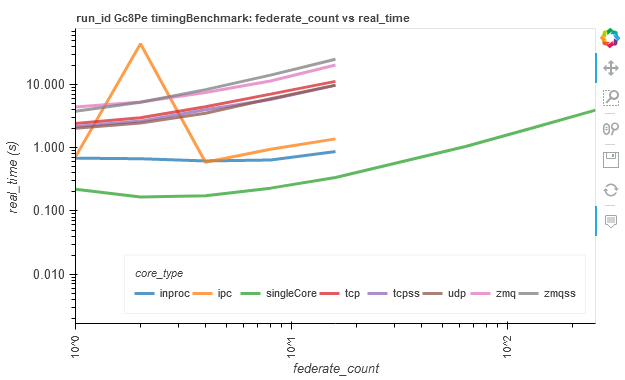 run_id Gc8Pe timingBenchmark: federate_count vs real_time
real_time (s)
10.000
1.000
0.100
0.010
core_type
inproc ipc singleCore tcp tcpss udp zmq zmqss
10^0 10^1 10^2
federate_count